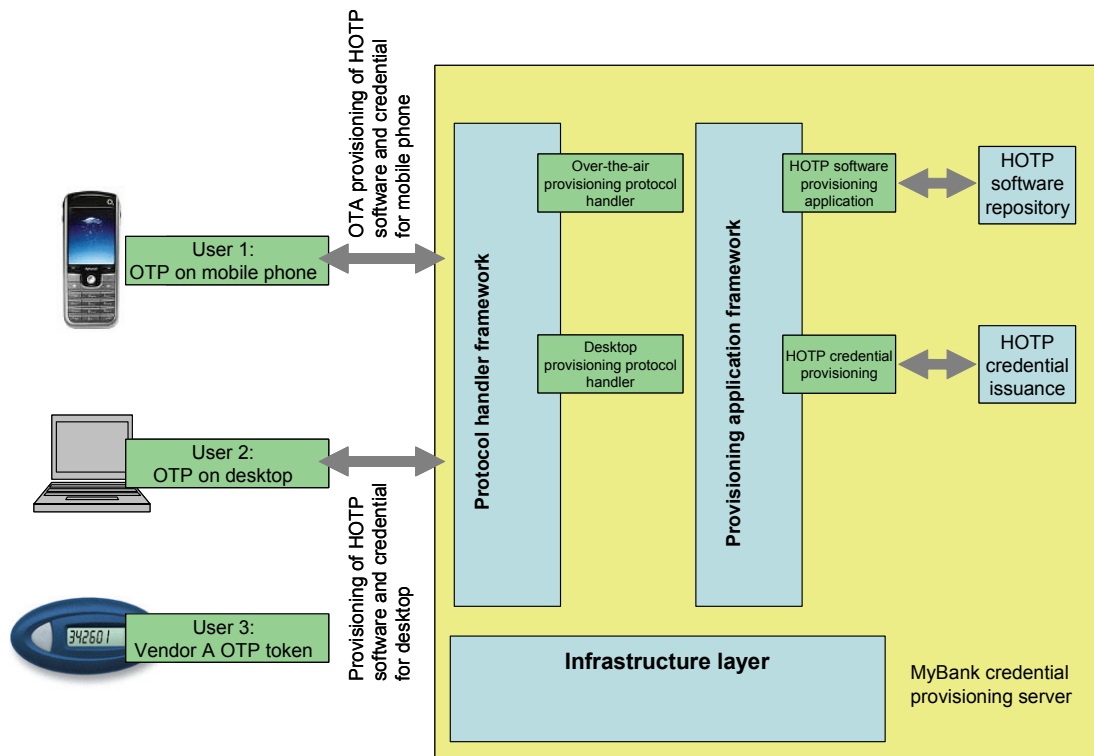 OTA provisioning of HOTP
software and credential
for mobile phone
User 1:
OTP on mobile phone
User 2:
OTP on desktop
Provisioning of HOTP
software and credential
for desktop
342601
User 3:
Vendor A OTP token
Protocol handler framework
Over-the-air
provisioning protocol
handler
Desktop
provisioning protocol
handler
Provisioning application framework
HOTP software
provisioning
application
HOTP
software
repository
HOTP credential
provisioning
HOTP
credential
issuance
Infrastructure layer
MyBank credential
provisioning server